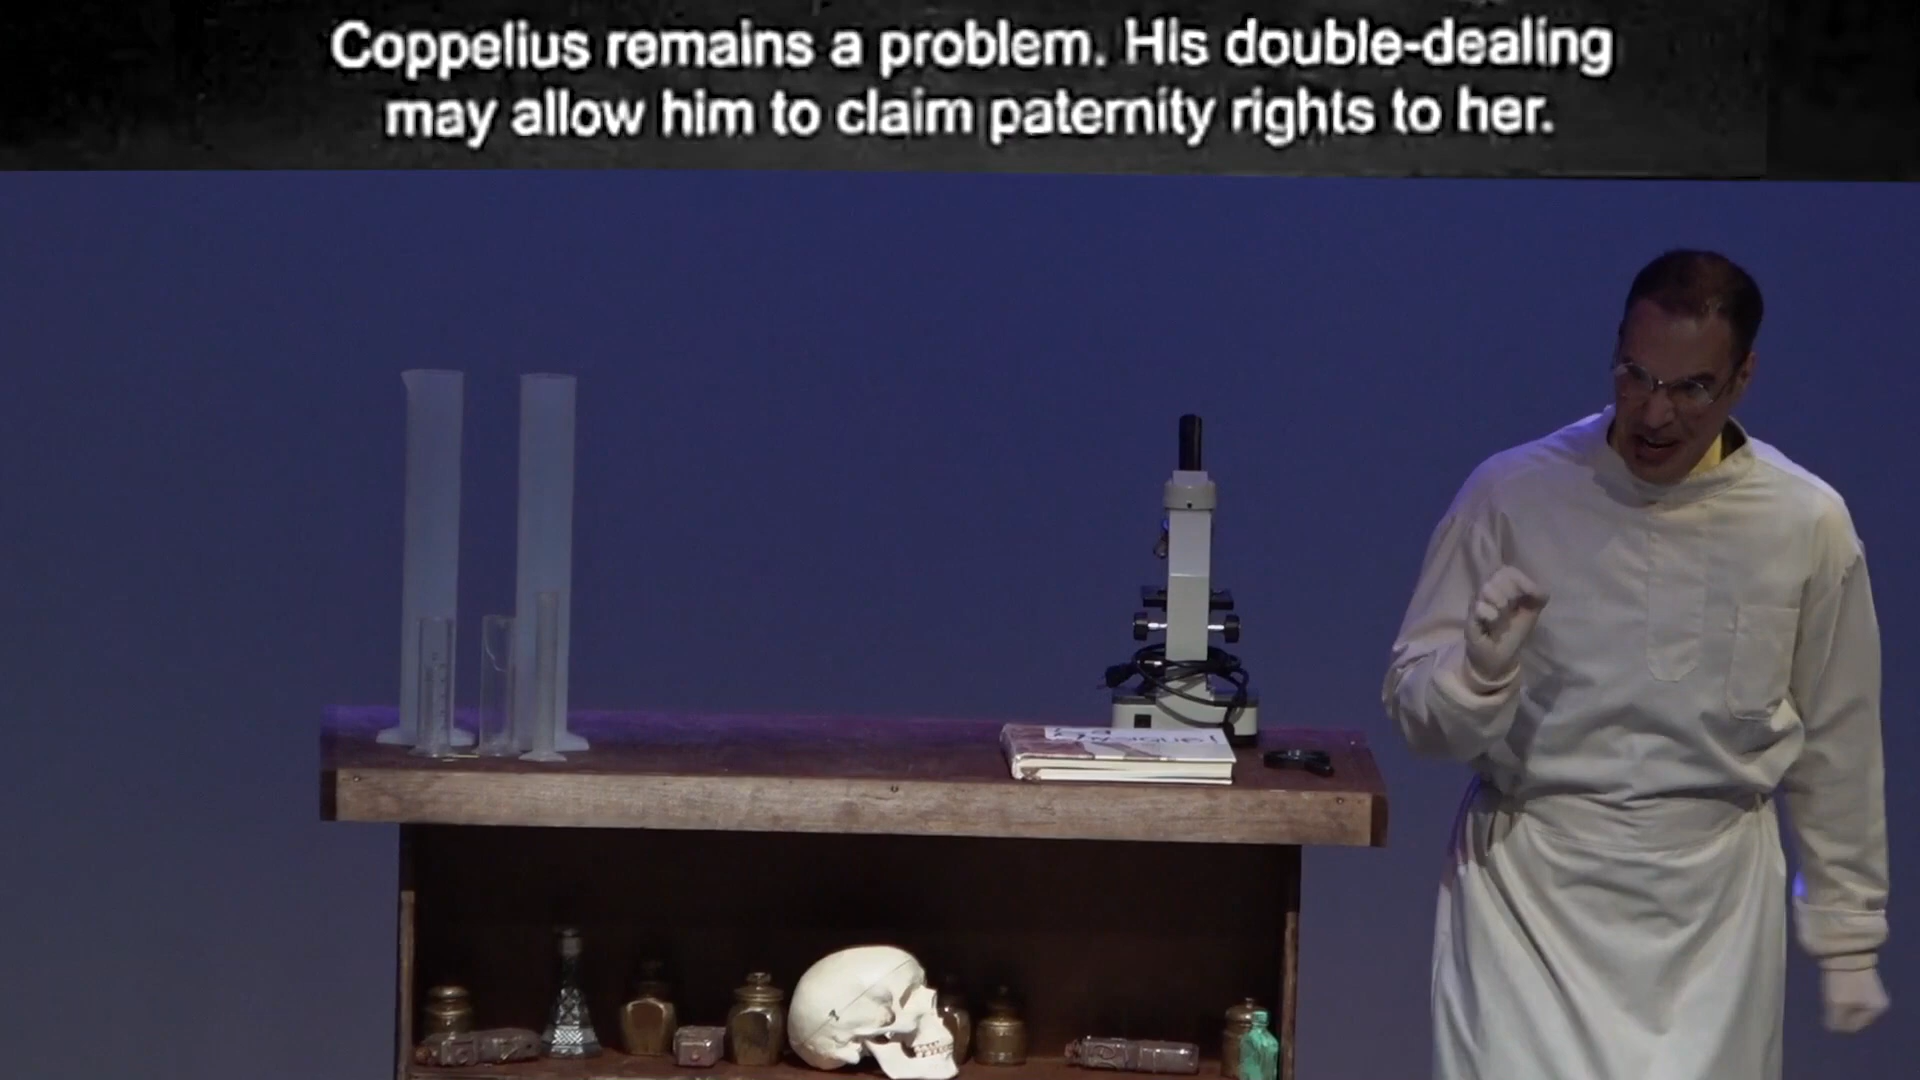 Coppelius remains a problem. His double-dealing
may allow him to claim paternity rights to her.